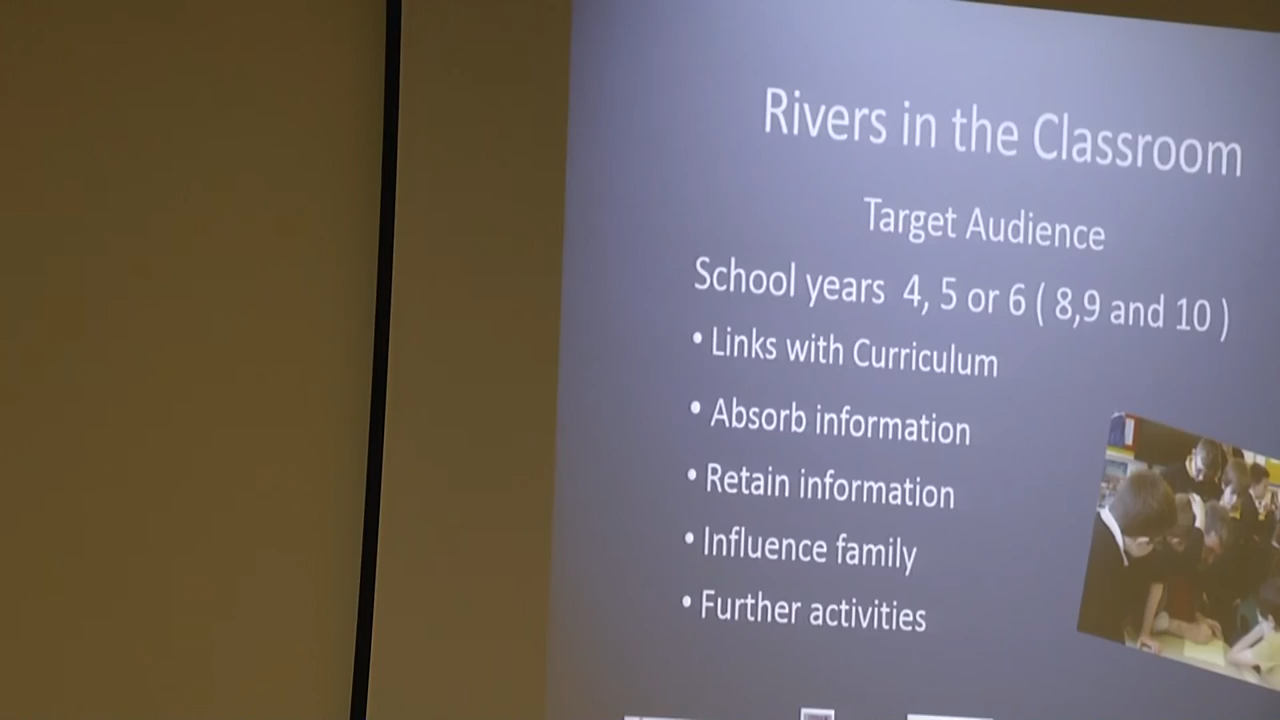 Rivers in the Classroom
Target Audience
School years 4, 5 or 6 ( 8,9 and 10 )
• Links with Curriculum
• Absorb information
• Retain information
• Influence family
• Further activities